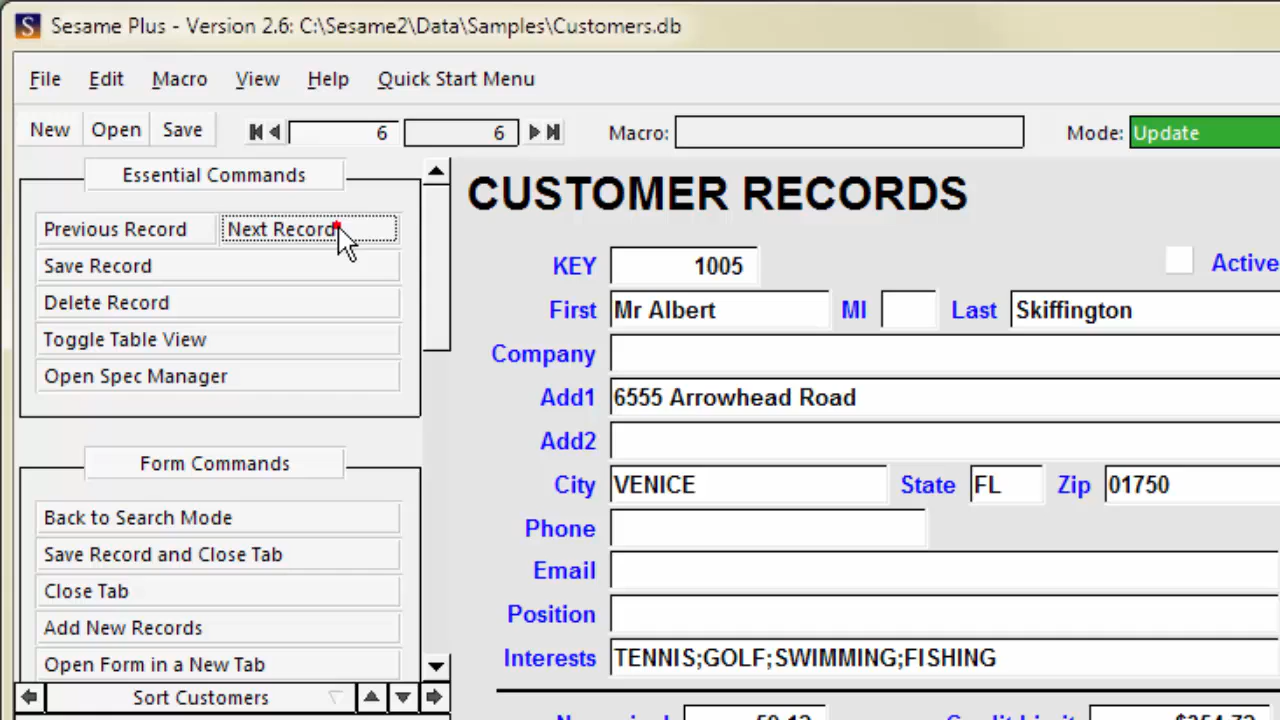 Sesame Plus - Version 2.6: C:\Sesame2\Data\Samples\Customers.db
File Edit Macro View Help Quick Start Menu
New Open Save 6 6 Macro: Mode: Update
Essential Commands
Previous Record Next Record
Save Record
Delete Record
Toggle Table View
Open Spec Manager
Form Commands
Back to Search Mode
Save Record and Close Tab
Close Tab
Add New Records
Open Form in a New Tab
Sort Customers
CUSTOMER RECORDS
KEY 1005 Active
First Mr Albert MI Last Skiffington
Company
Add1 6555 Arrowhead Road
Add2
City VENICE State FL Zip 01750
Phone
Email
Position
Interests TENNIS;GOLF;SWIMMING;FISHING